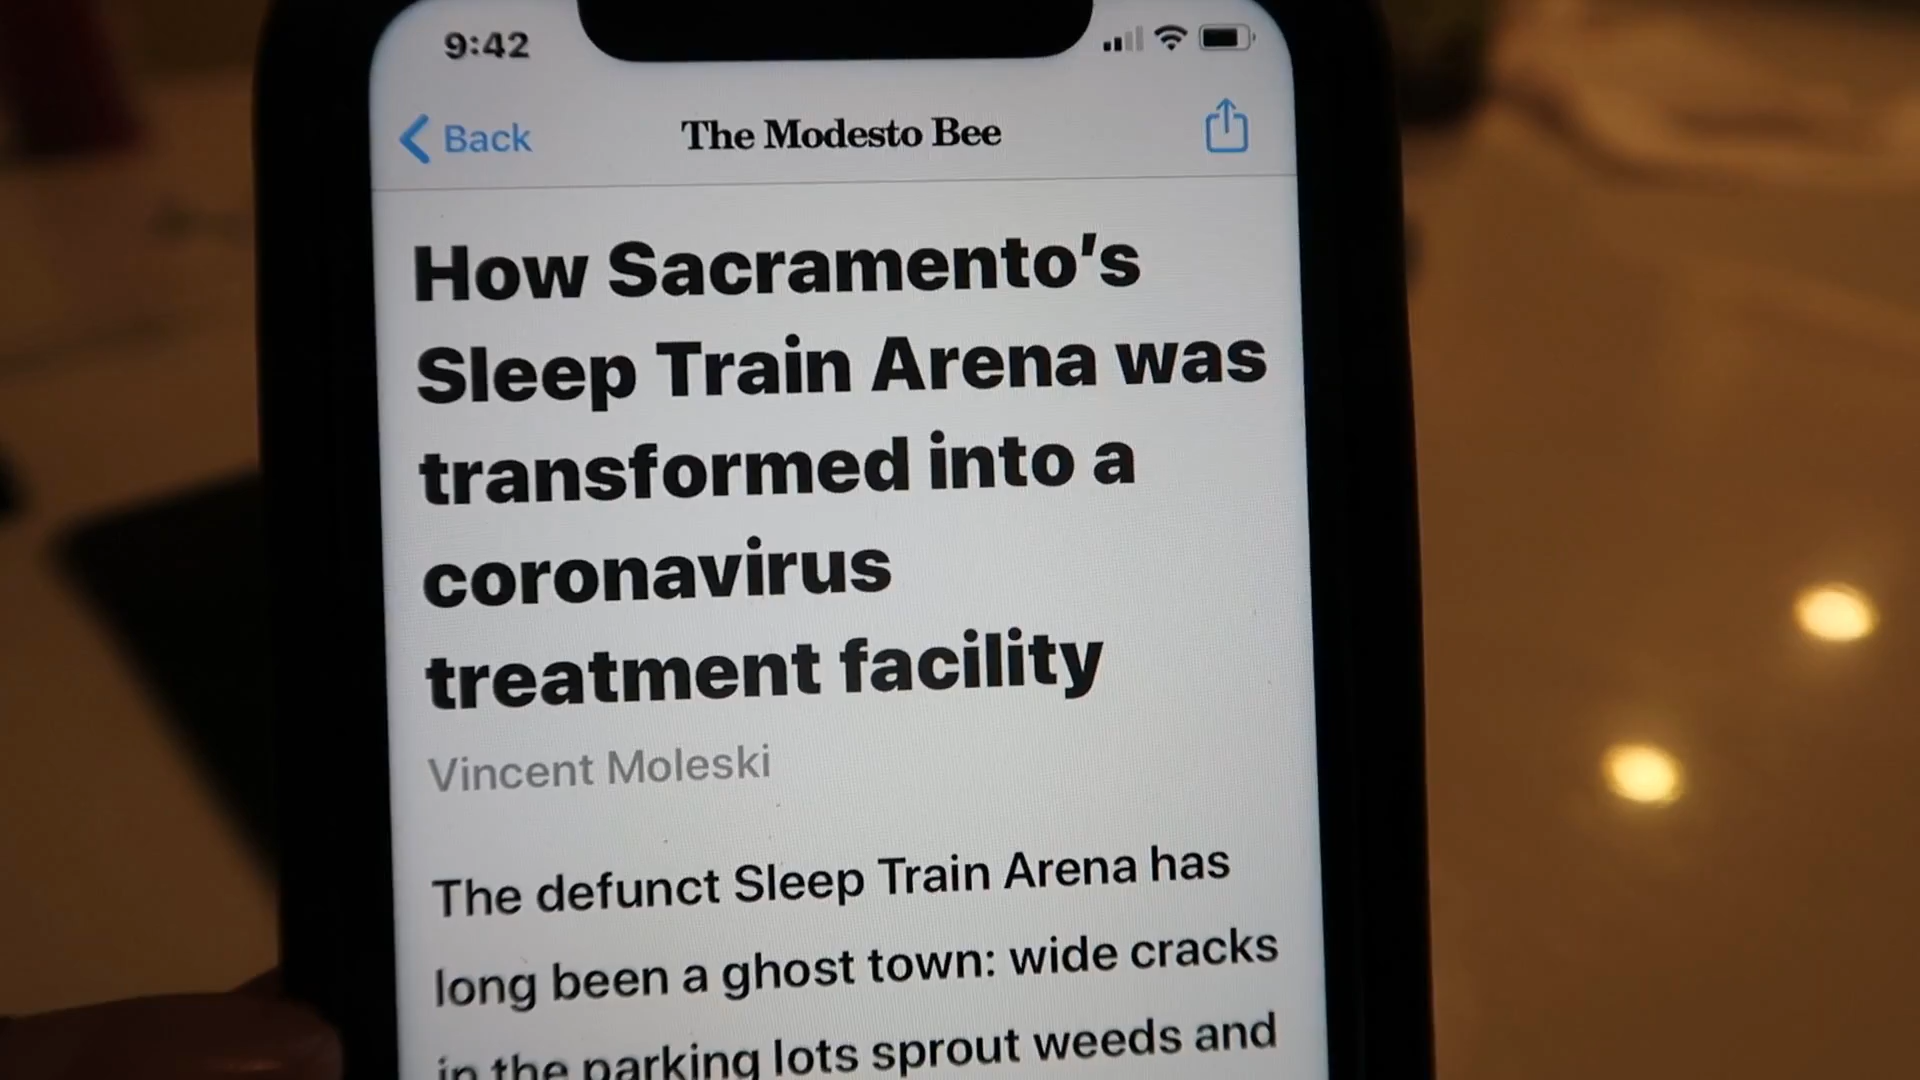 9:42
Back
The Modesto Bee
How Sacramento’s
Sleep Train Arena was
transformed into a
coronavirus
treatment facility
Vincent Moleski
The defunct Sleep Train Arena has
long been a ghost town: wide cracks
in the parking lots sprout weeds and